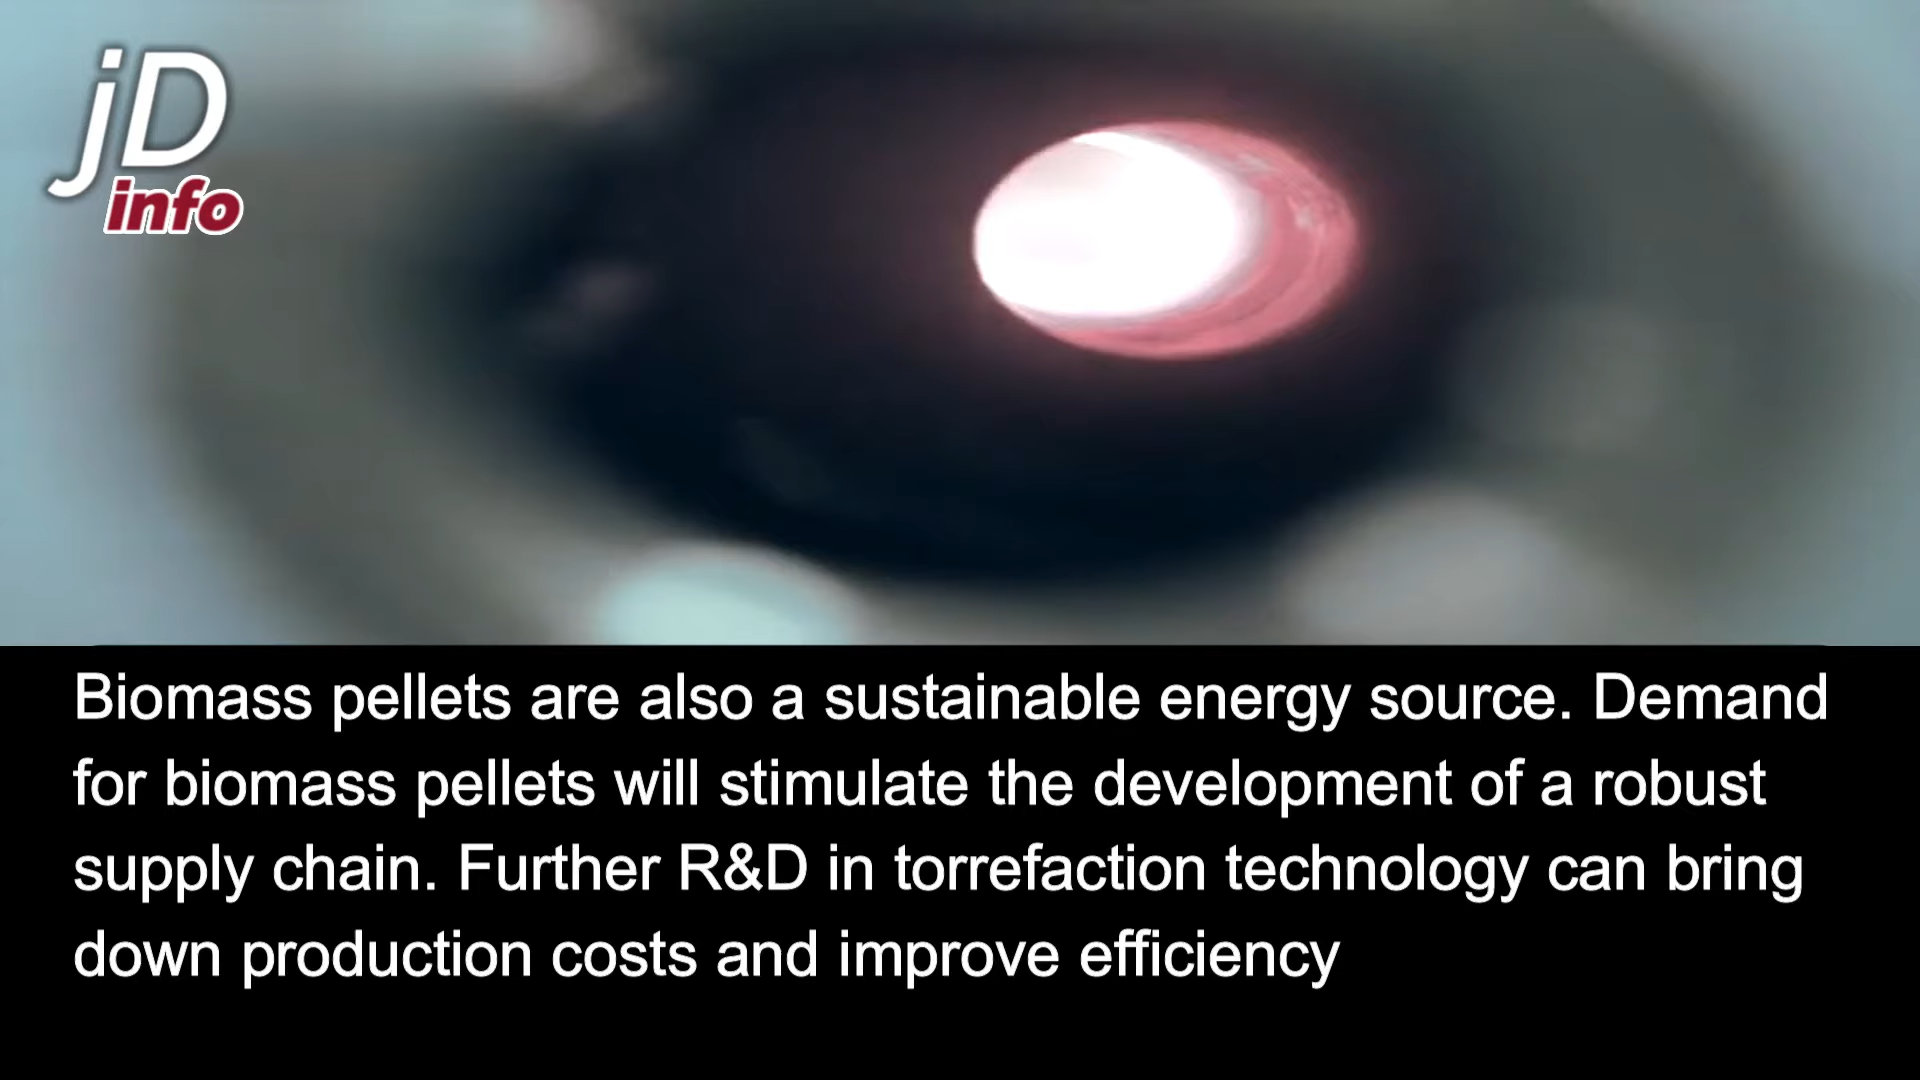 jD
info
Biomass pellets are also a sustainable energy source. Demand
for biomass pellets will stimulate the development of a robust
supply chain. Further R&D in torrefaction technology can bring
down production costs and improve efficiency